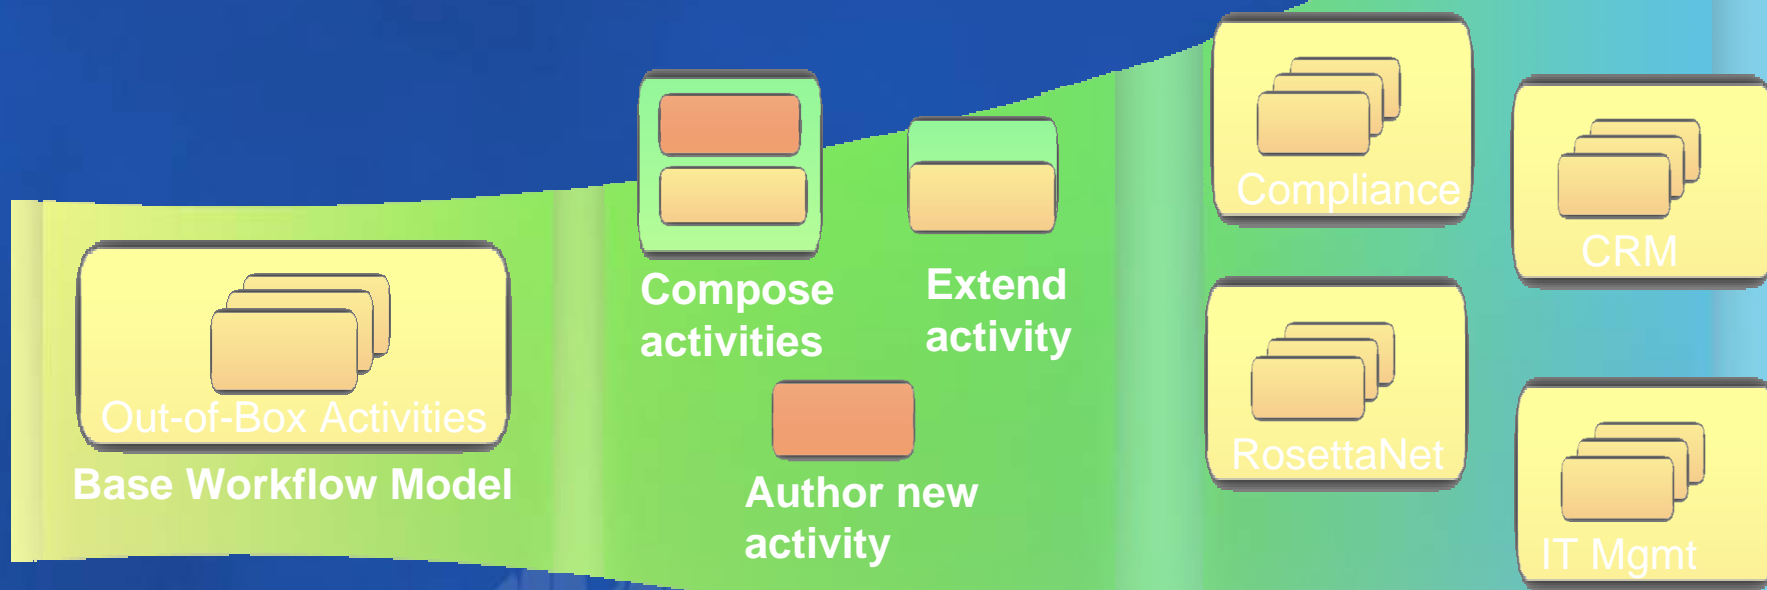 Out-of-Box Activities
Base Workflow Model
Compose
activities
Extend
activity
Author new
activity
Compliance
CRM
RosettaNet
IT Mgmt